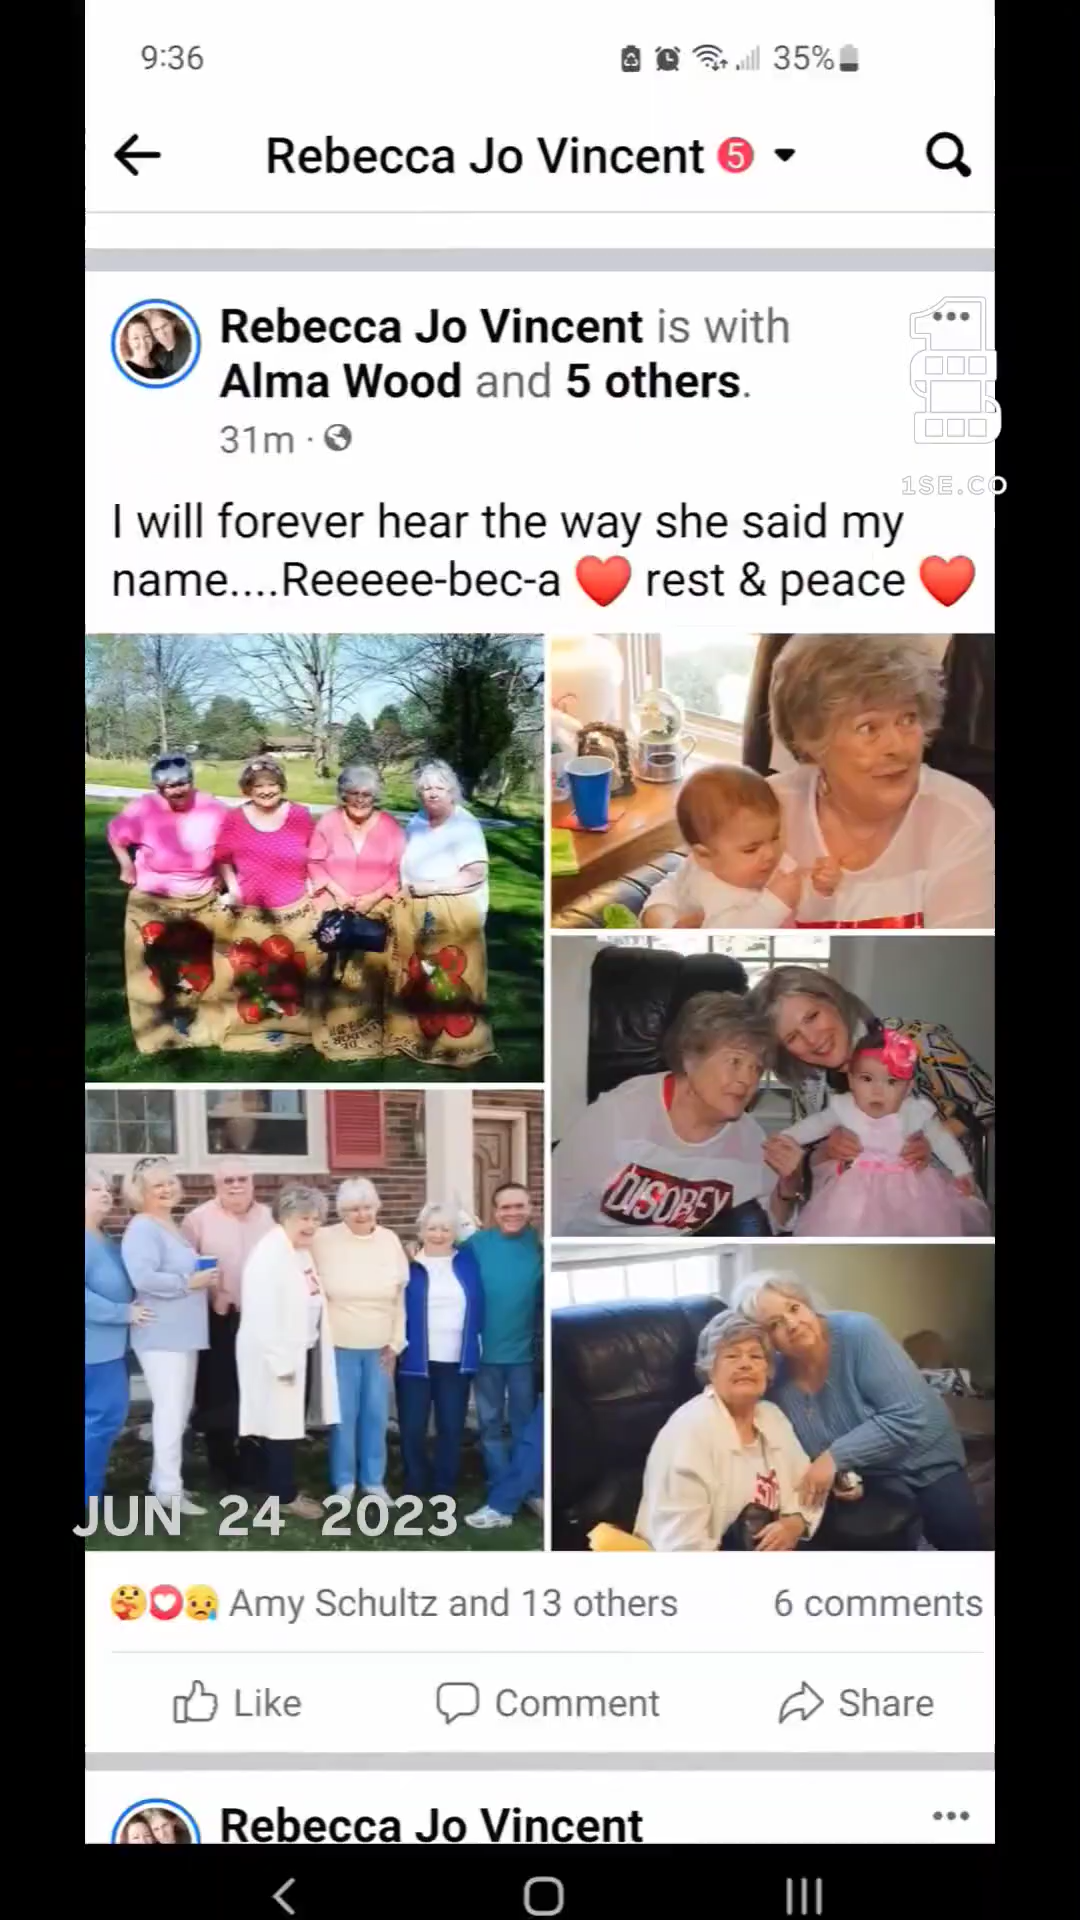 9:36
35%
Rebecca Jo Vincent 5
Rebecca Jo Vincent is with
Alma Wood and 5 others.
31m ·
1SE.CO
I will forever hear the way she said my
name....Reeeee-bec-a ❤️ rest & peace ❤️
DISOBEY
JUN 24 2023
Amy Schultz and 13 others
6 comments
Like
Comment
Share
Rebecca Jo Vincent